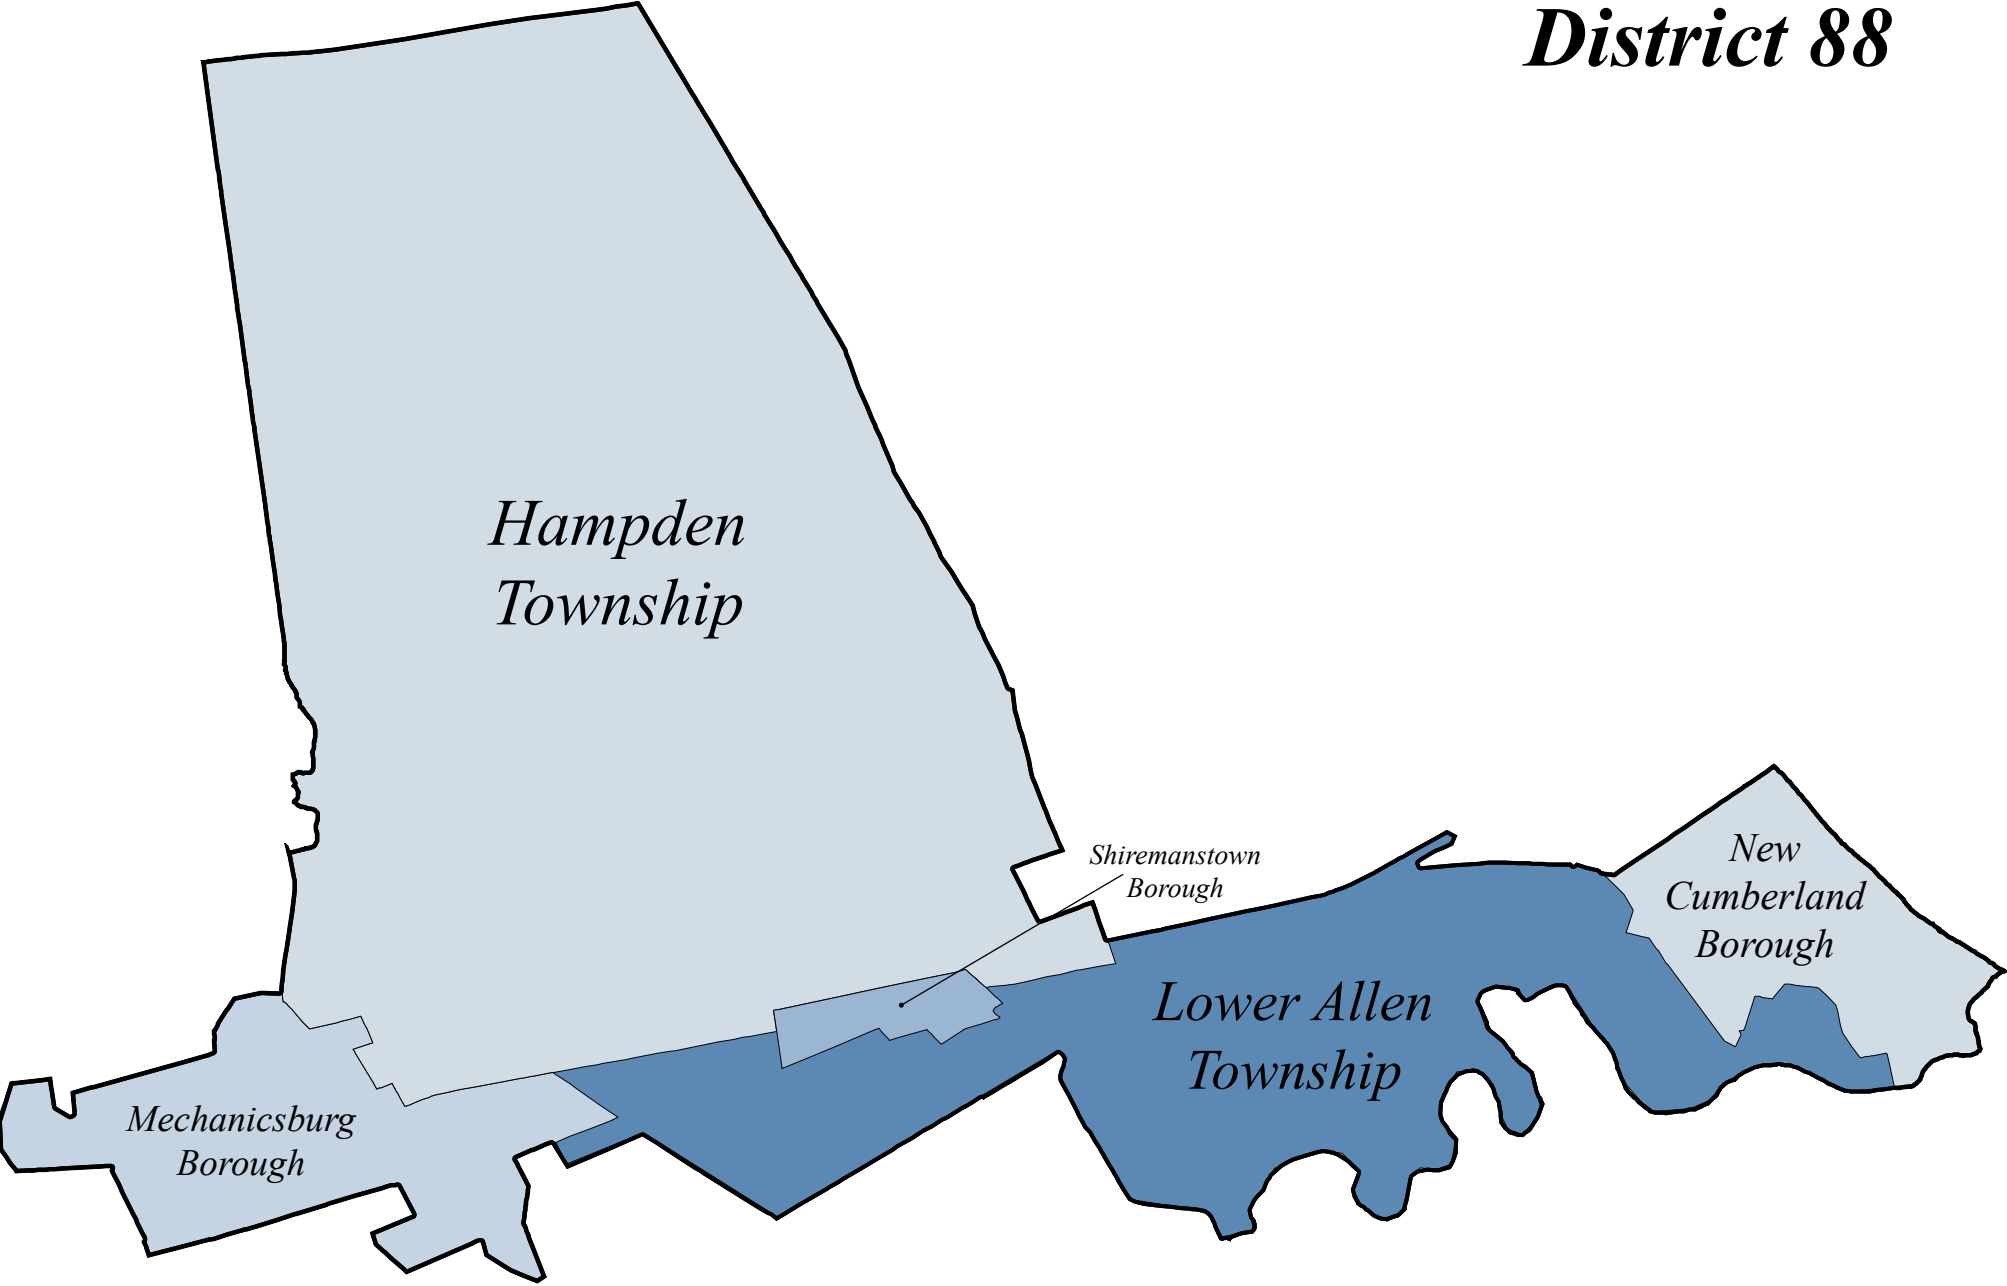 District 88
Hampden
Township
Shiremanstown
Borough
New
Cumberland
Borough
Lower Allen
Township
Mechanicsburg
Borough